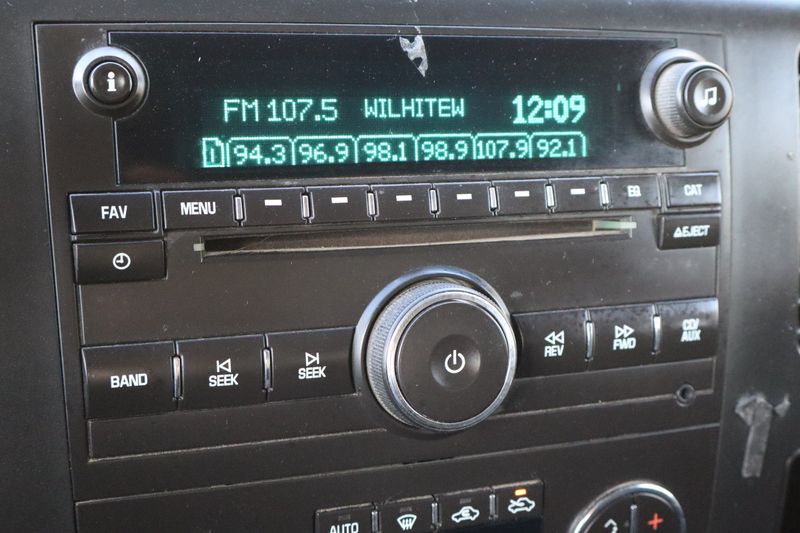 i
FM 107.5 WILHITEW 12:09
1 94.3 96.9 98.1 98.9 107.9 92.1
FAV MENU EQ CAT
EJECT
BAND SEEK SEEK REV FWD CD/AUX
AUTO